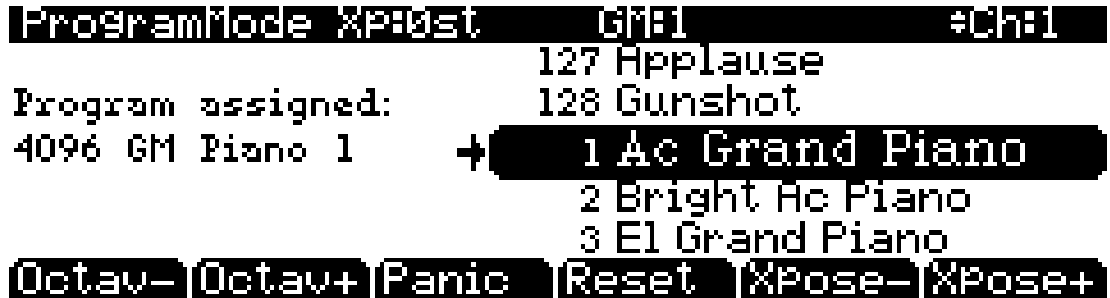 ProgramMode Xp:0st GM:1 Ch:1
127 Applause
Program assigned:
128 Gunshot
4096 GM Piano 1
1 Ac Grand Piano
2 Bright Ac Piano
3 El Grand Piano
Octav- Octav+ Panic Reset Xpose- Xpose+